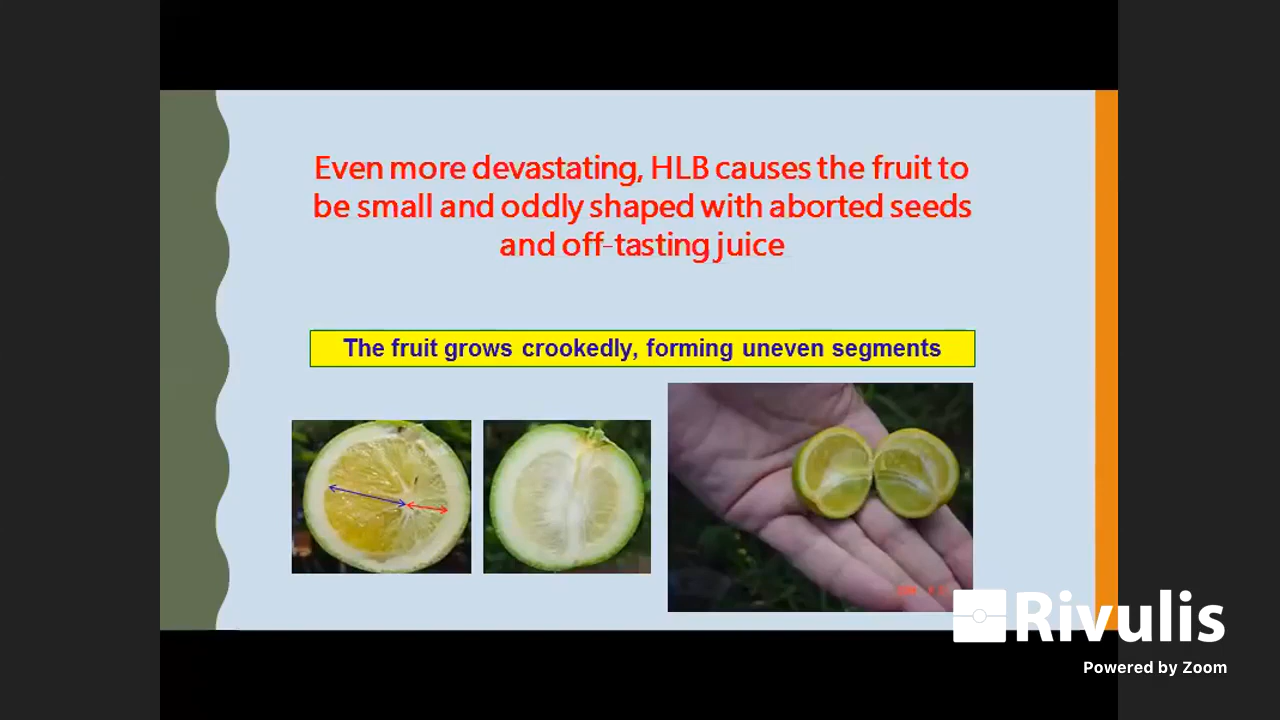 Even more devastating, HLB causes the fruit to
be small and oddly shaped with aborted seeds
and off-tasting juice
The fruit grows crookedly, forming uneven segments
Rivulis
Powered by Zoom